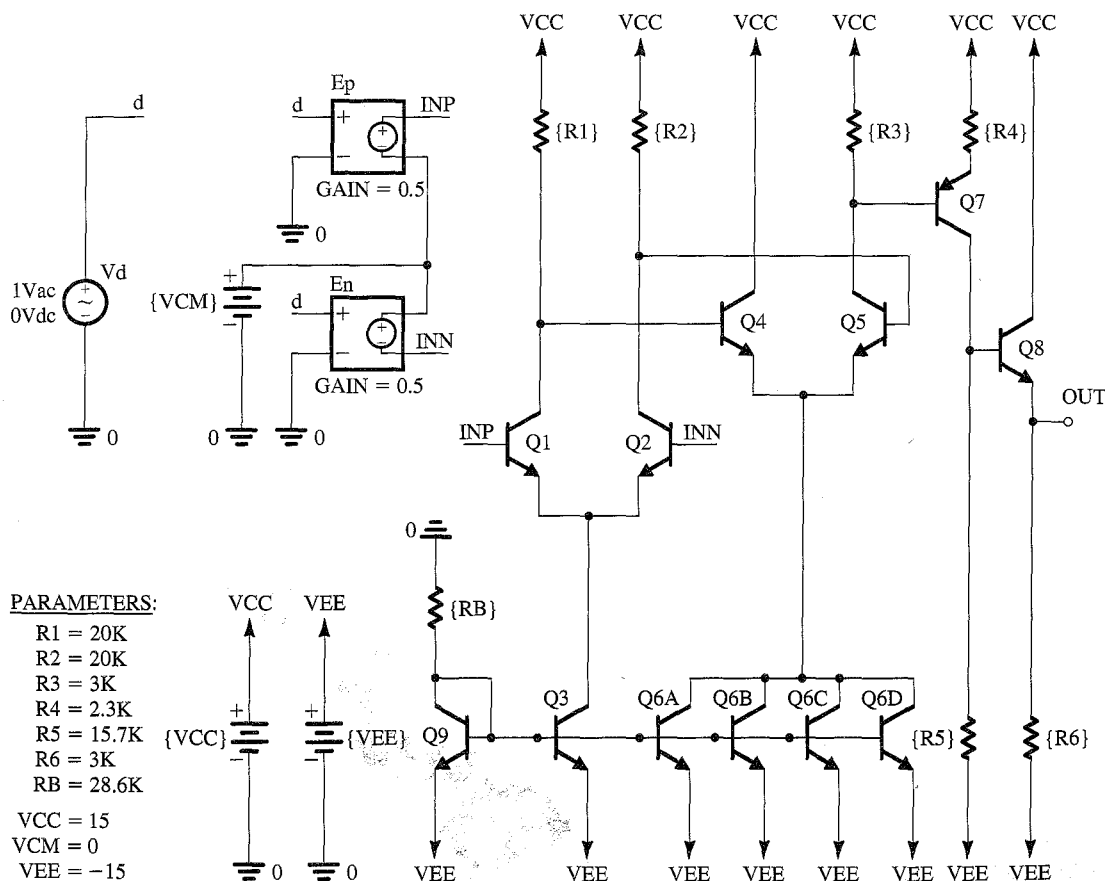 VCC VCC VCC VCC VCC VCC
d
Ep
d
INP
+
+
−
−
GAIN = 0.5
0
{R1}
{R2}
{R3}
{R4}
Q7
1Vac
0Vdc
Vd
+
−
{VCM}
+
−
En
d
+
+
−
−
INN
GAIN = 0.5
Q4
Q5
Q8
OUT
0
0
0
INP
Q1
Q2
INN
0
{RB}
PARAMETERS:
R1 = 20K
R2 = 20K
R3 = 3K
R4 = 2.3K
R5 = 15.7K
R6 = 3K
RB = 28.6K
VCC = 15
VCM = 0
VEE = −15
VCC
VEE
+
{VCC}
−
+
{VEE}
−
0
0
Q9
Q3
Q6A
Q6B
Q6C
Q6D
{R5}
{R6}
VEE VEE VEE VEE VEE VEE VEE VEE